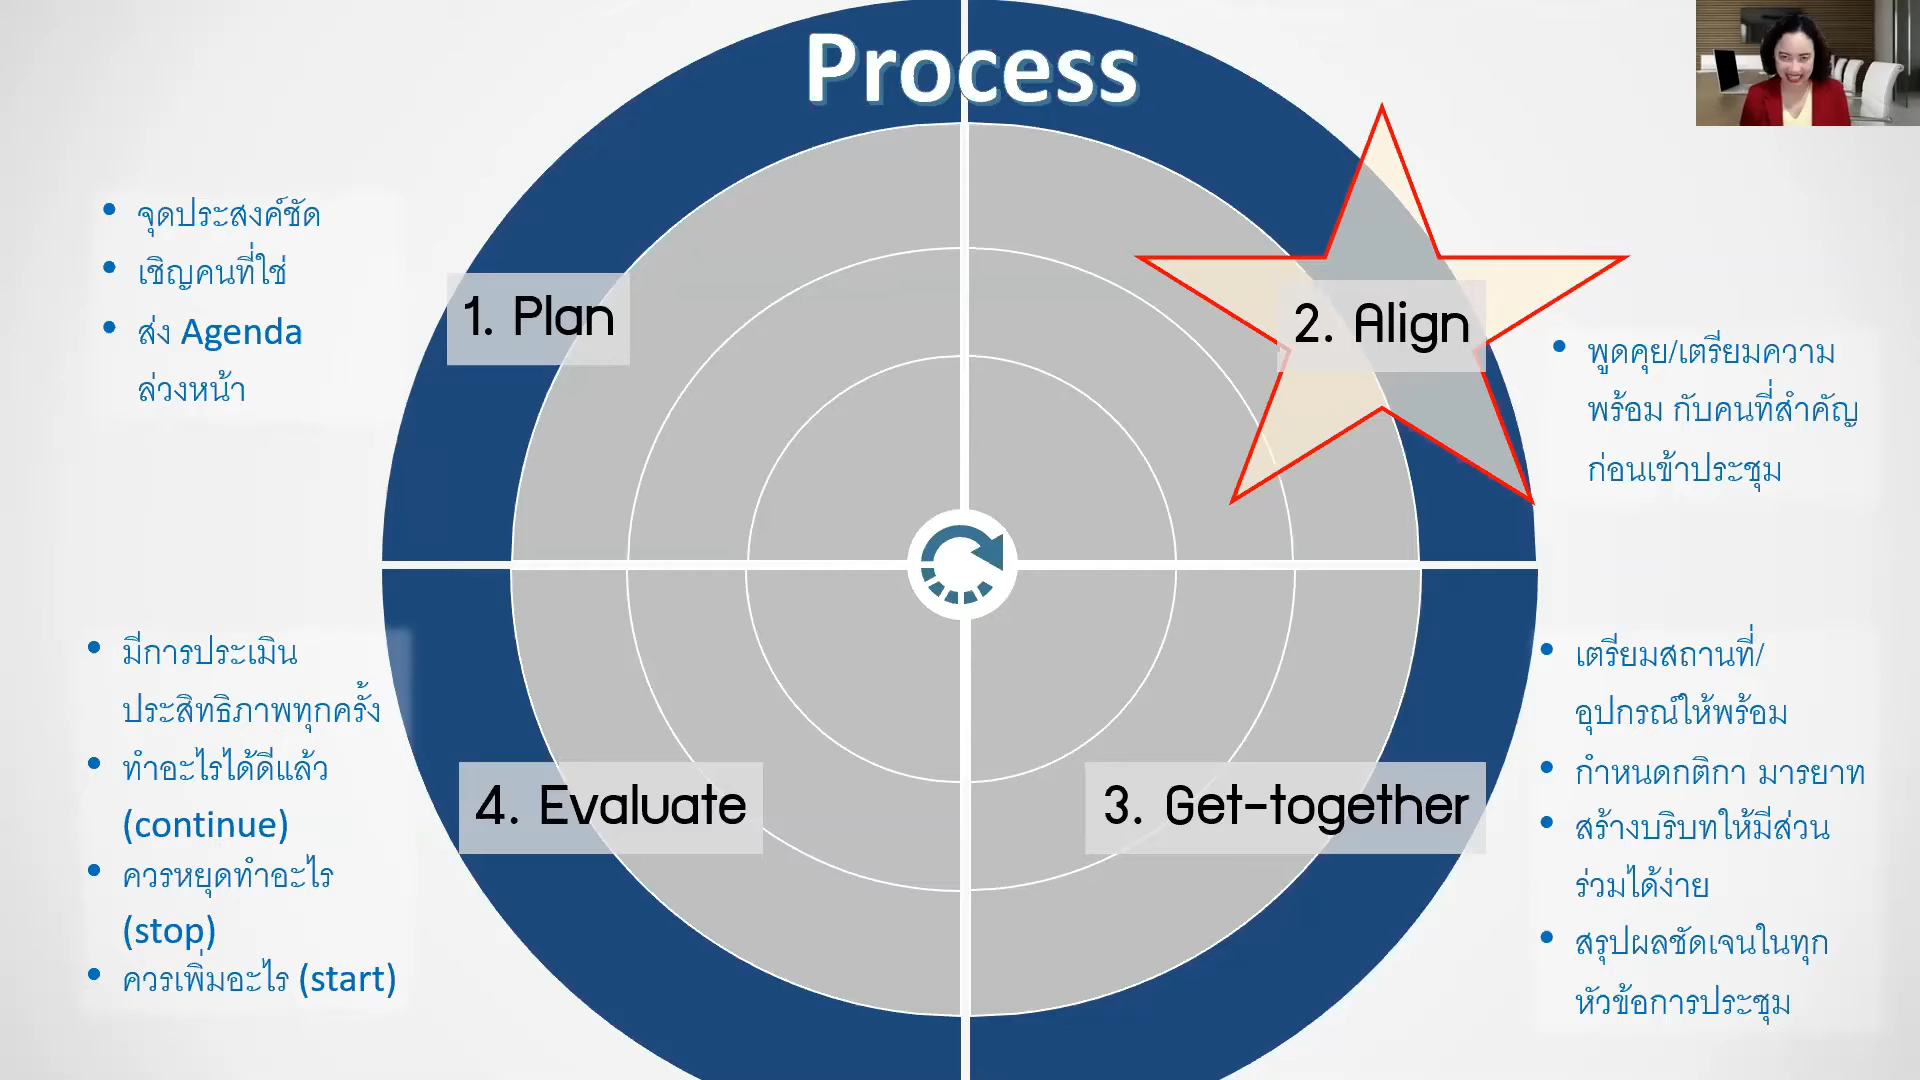 Process
1. Plan
• จุดประสงค์ชัด
• เชิญคนที่ใช่
• ส่ง Agenda
ล่วงหน้า
2. Align
• พูดคุย/เตรียมความ
พร้อม กับคนที่สำคัญ
ก่อนเข้าประชุม
3. Get-together
• เตรียมสถานที่/
อุปกรณ์ให้พร้อม
• กำหนดกติกา มารยาท
• สร้างบริบทให้มีส่วน
ร่วมได้ง่าย
• สรุปผลชัดเจนในทุก
หัวข้อการประชุม
4. Evaluate
• มีการประเมิน
ประสิทธิภาพทุกครั้ง
• ทำอะไรได้ดีแล้ว
(continue)
• ควรหยุดทำอะไร
(stop)
• ควรเพิ่มอะไร (start)